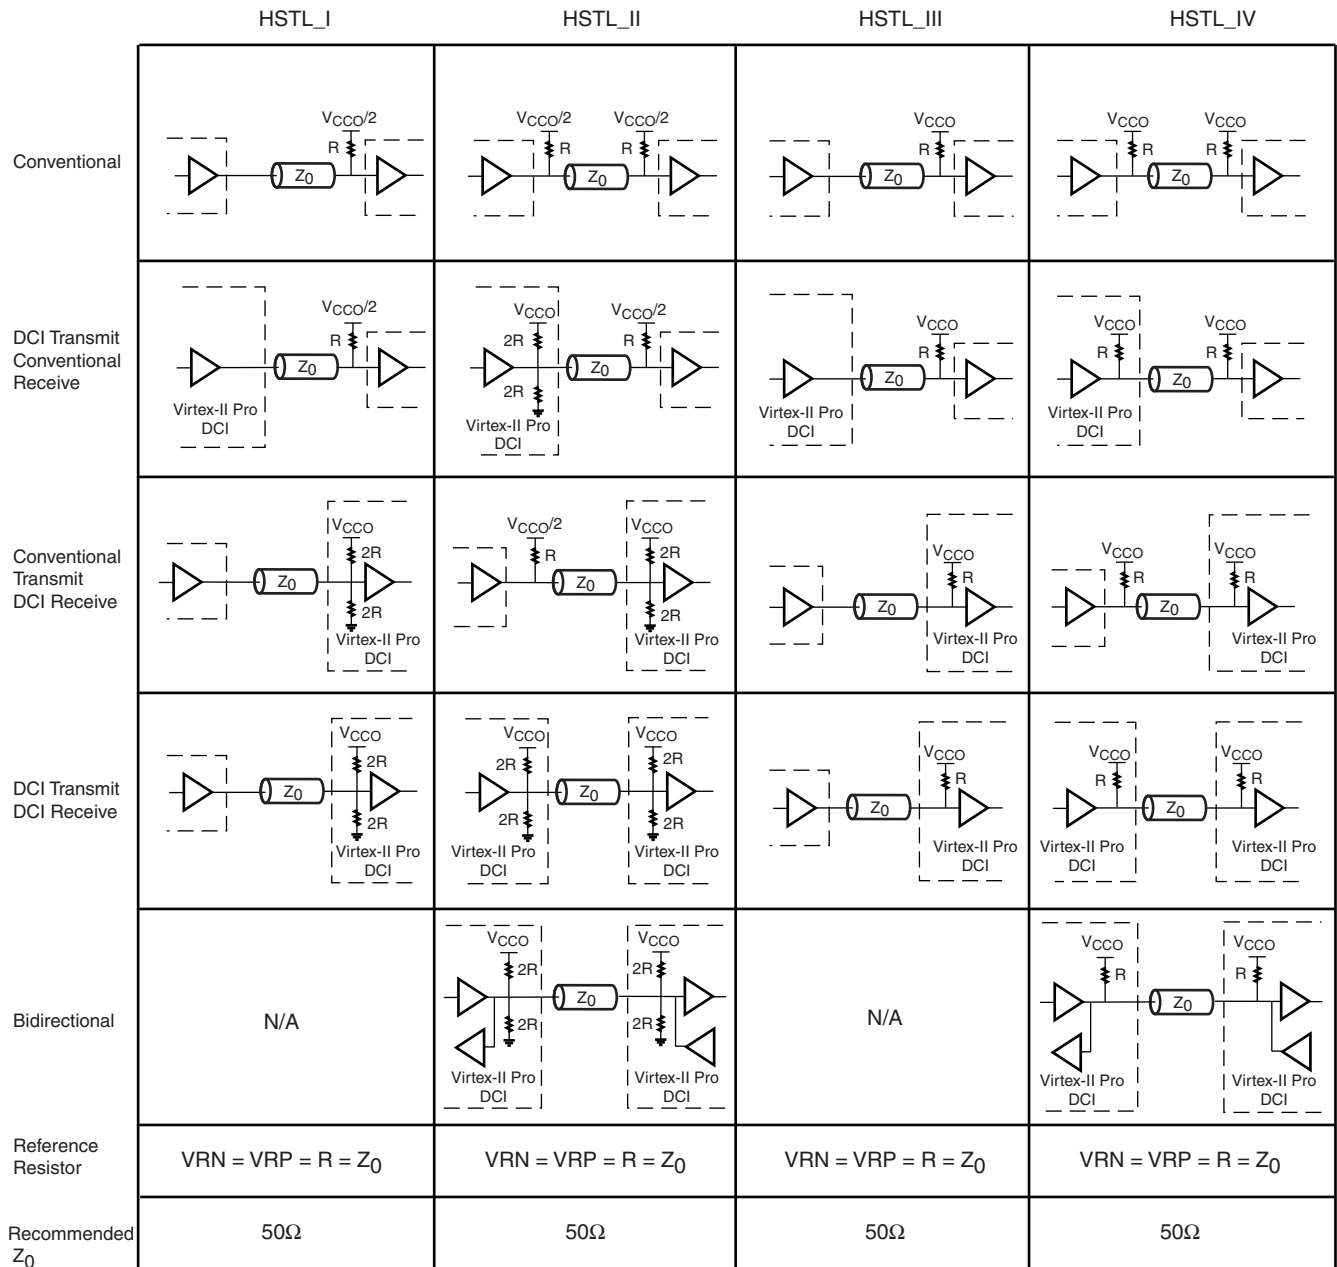 HSTL_I HSTL_II HSTL_III HSTL_IV
Conventional
VCCO/2 R Z0
VCCO/2 R Z0 VCCO/2 R
Z0 VCCO R
VCCO R Z0 VCCO R
DCI Transmit
Conventional
Receive
VCCO/2 R Z0
Virtex-II Pro
DCI
VCCO 2R 2R Z0 VCCO/2 R
Virtex-II Pro
DCI
Z0 VCCO R
Virtex-II Pro
DCI
VCCO R Z0 VCCO R
Virtex-II Pro
DCI
Conventional
Transmit
DCI Receive
Z0 VCCO 2R 2R
Virtex-II Pro
DCI
VCCO/2 R Z0 VCCO 2R 2R
Virtex-II Pro
DCI
Z0 VCCO R
Virtex-II Pro
DCI
VCCO R Z0 VCCO R
Virtex-II Pro
DCI
DCI Transmit
DCI Receive
Z0 VCCO 2R 2R
Virtex-II Pro
DCI
VCCO 2R 2R Z0 VCCO 2R 2R
Virtex-II Pro Virtex-II Pro
DCI DCI
Z0 VCCO R
Virtex-II Pro
DCI
VCCO R Z0 VCCO R
Virtex-II Pro Virtex-II Pro
DCI DCI
Bidirectional
N/A
VCCO 2R 2R Z0 VCCO 2R 2R
Virtex-II Pro Virtex-II Pro
DCI DCI
N/A
VCCO R Z0 VCCO R
Virtex-II Pro Virtex-II Pro
DCI DCI
Reference
Resistor
VRN = VRP = R = Z0 VRN = VRP = R = Z0 VRN = VRP = R = Z0 VRN = VRP = R = Z0
Recommended
Z0
50Ω 50Ω 50Ω 50Ω